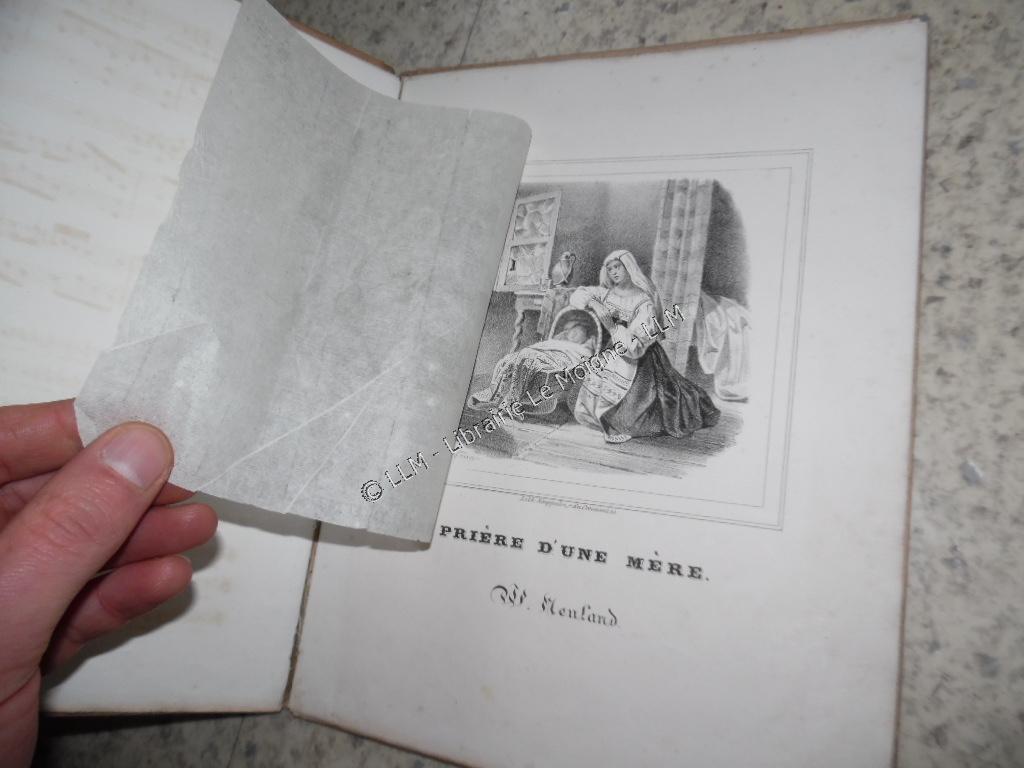 © LLM - Librairie Le Moigne - LLM
PRIÈRE D'UNE MÈRE.
W. Neuland.